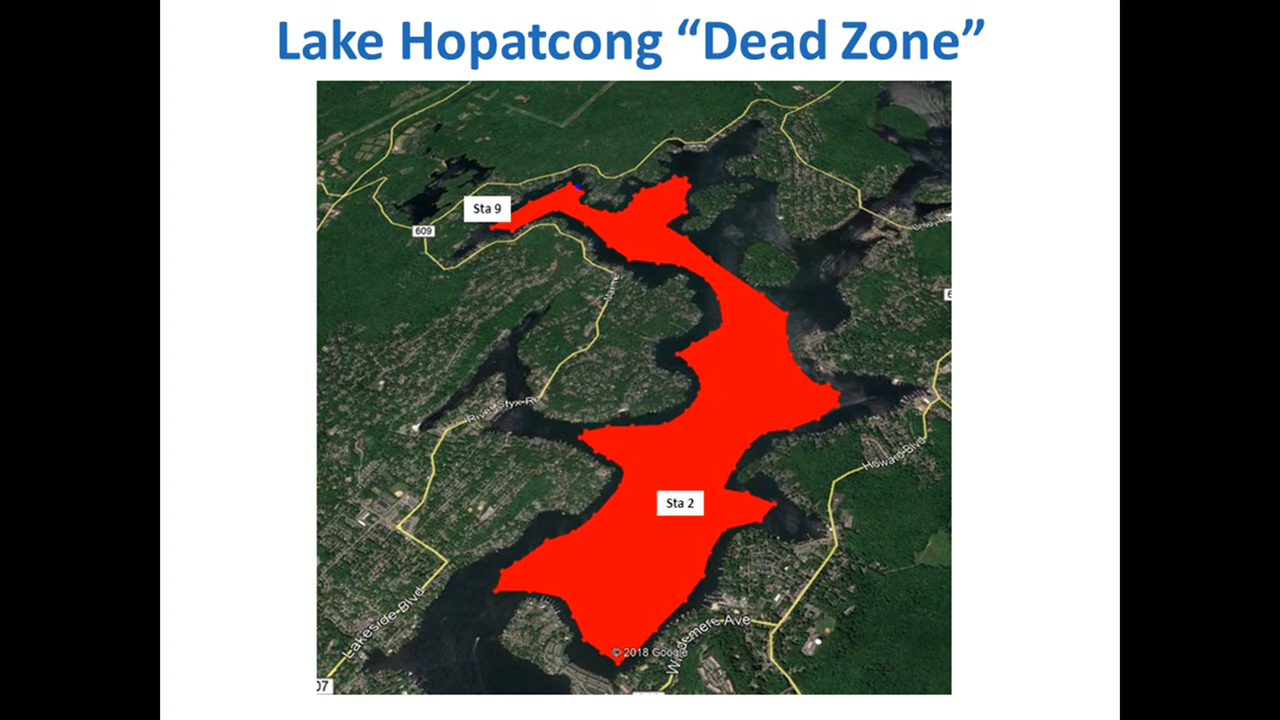 Lake Hopatcong “Dead Zone”
Sta 9
609
River Styx Rd
Sta 2
Howard Blvd
Lakeside Blvd
Windemere Ave
© 2018 Google
07